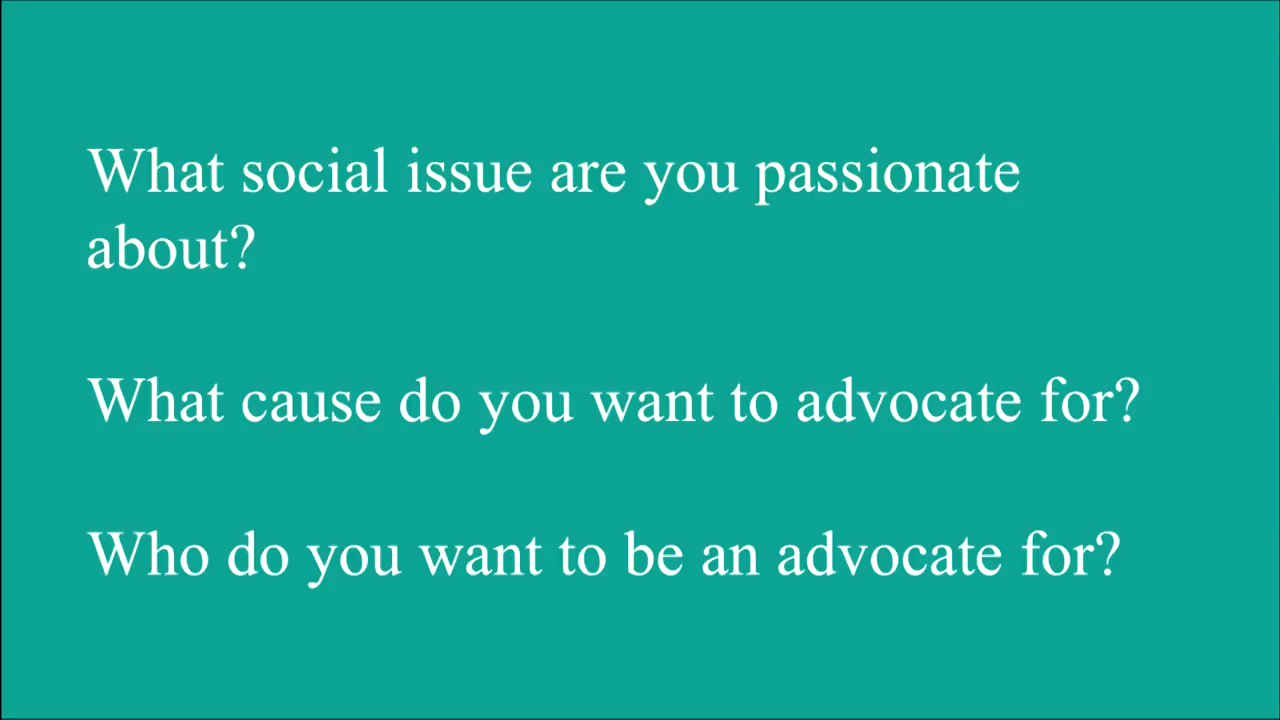 What social issue are you passionate
about?
What cause do you want to advocate for?
Who do you want to be an advocate for?